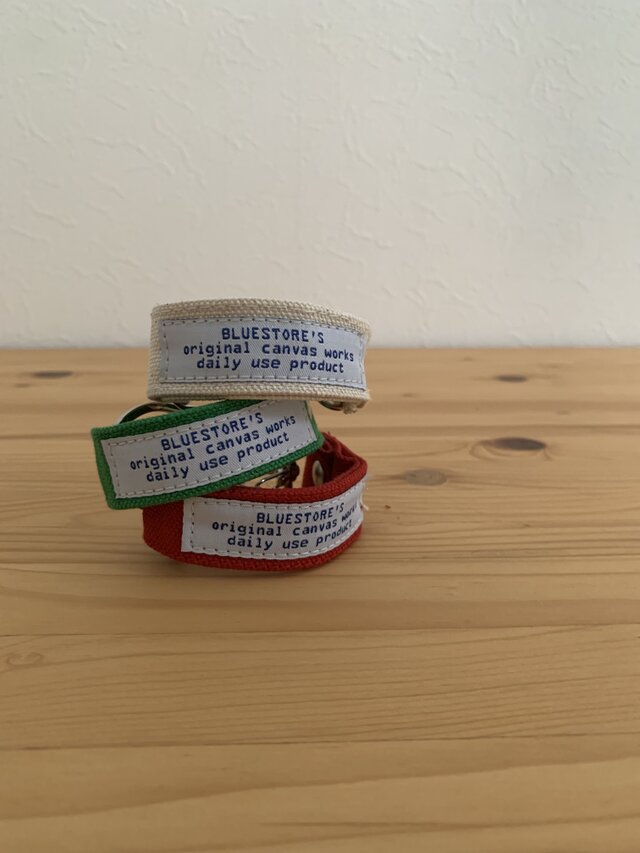 BLUESTORE'S
original canvas works
daily use product
BLUESTORE'S
original canvas works
daily use product
BLUESTORE'S
original canvas works
daily use product